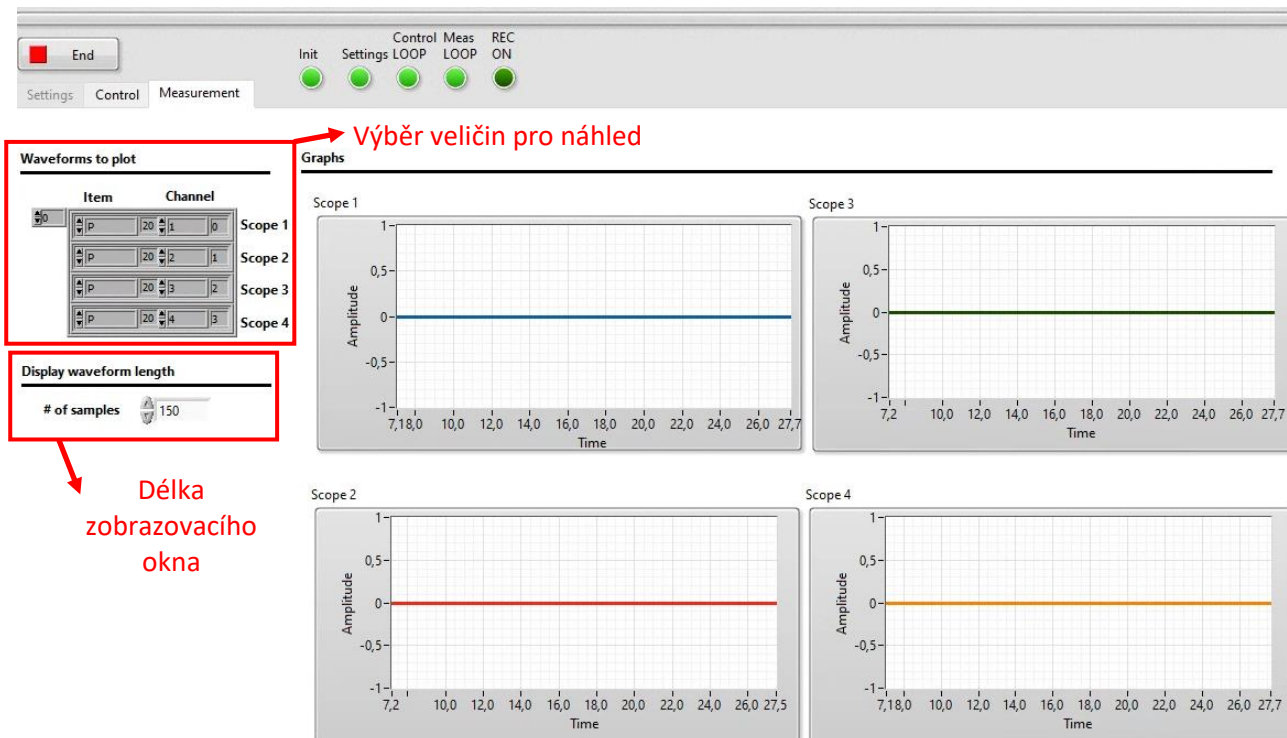 End
Init
Settings
Control LOOP
Meas LOOP
REC ON
Settings Control Measurement
Výběr veličin pro náhled
Waveforms to plot
Item Channel
0
P 20 1 0 Scope 1
P 20 2 1 Scope 2
P 20 3 2 Scope 3
P 20 4 3 Scope 4
Display waveform length
# of samples 150
Délka
zobrazovacího
okna
Graphs
Scope 1
Amplitude
1
0,5
0
-0,5
-1
7,1 8,0 10,0 12,0 14,0 16,0 18,0 20,0 22,0 24,0 26,0 27,7
Time
Scope 3
Amplitude
1
0,5
0
-0,5
-1
7,2 10,0 12,0 14,0 16,0 18,0 20,0 22,0 24,0 26,0 27,7
Time
Scope 2
Amplitude
1
0,5
0
-0,5
-1
7,2 10,0 12,0 14,0 16,0 18,0 20,0 22,0 24,0 26,0 27,5
Time
Scope 4
Amplitude
1
0,5
0
-0,5
-1
7,1 8,0 10,0 12,0 14,0 16,0 18,0 20,0 22,0 24,0 26,0 27,7
Time